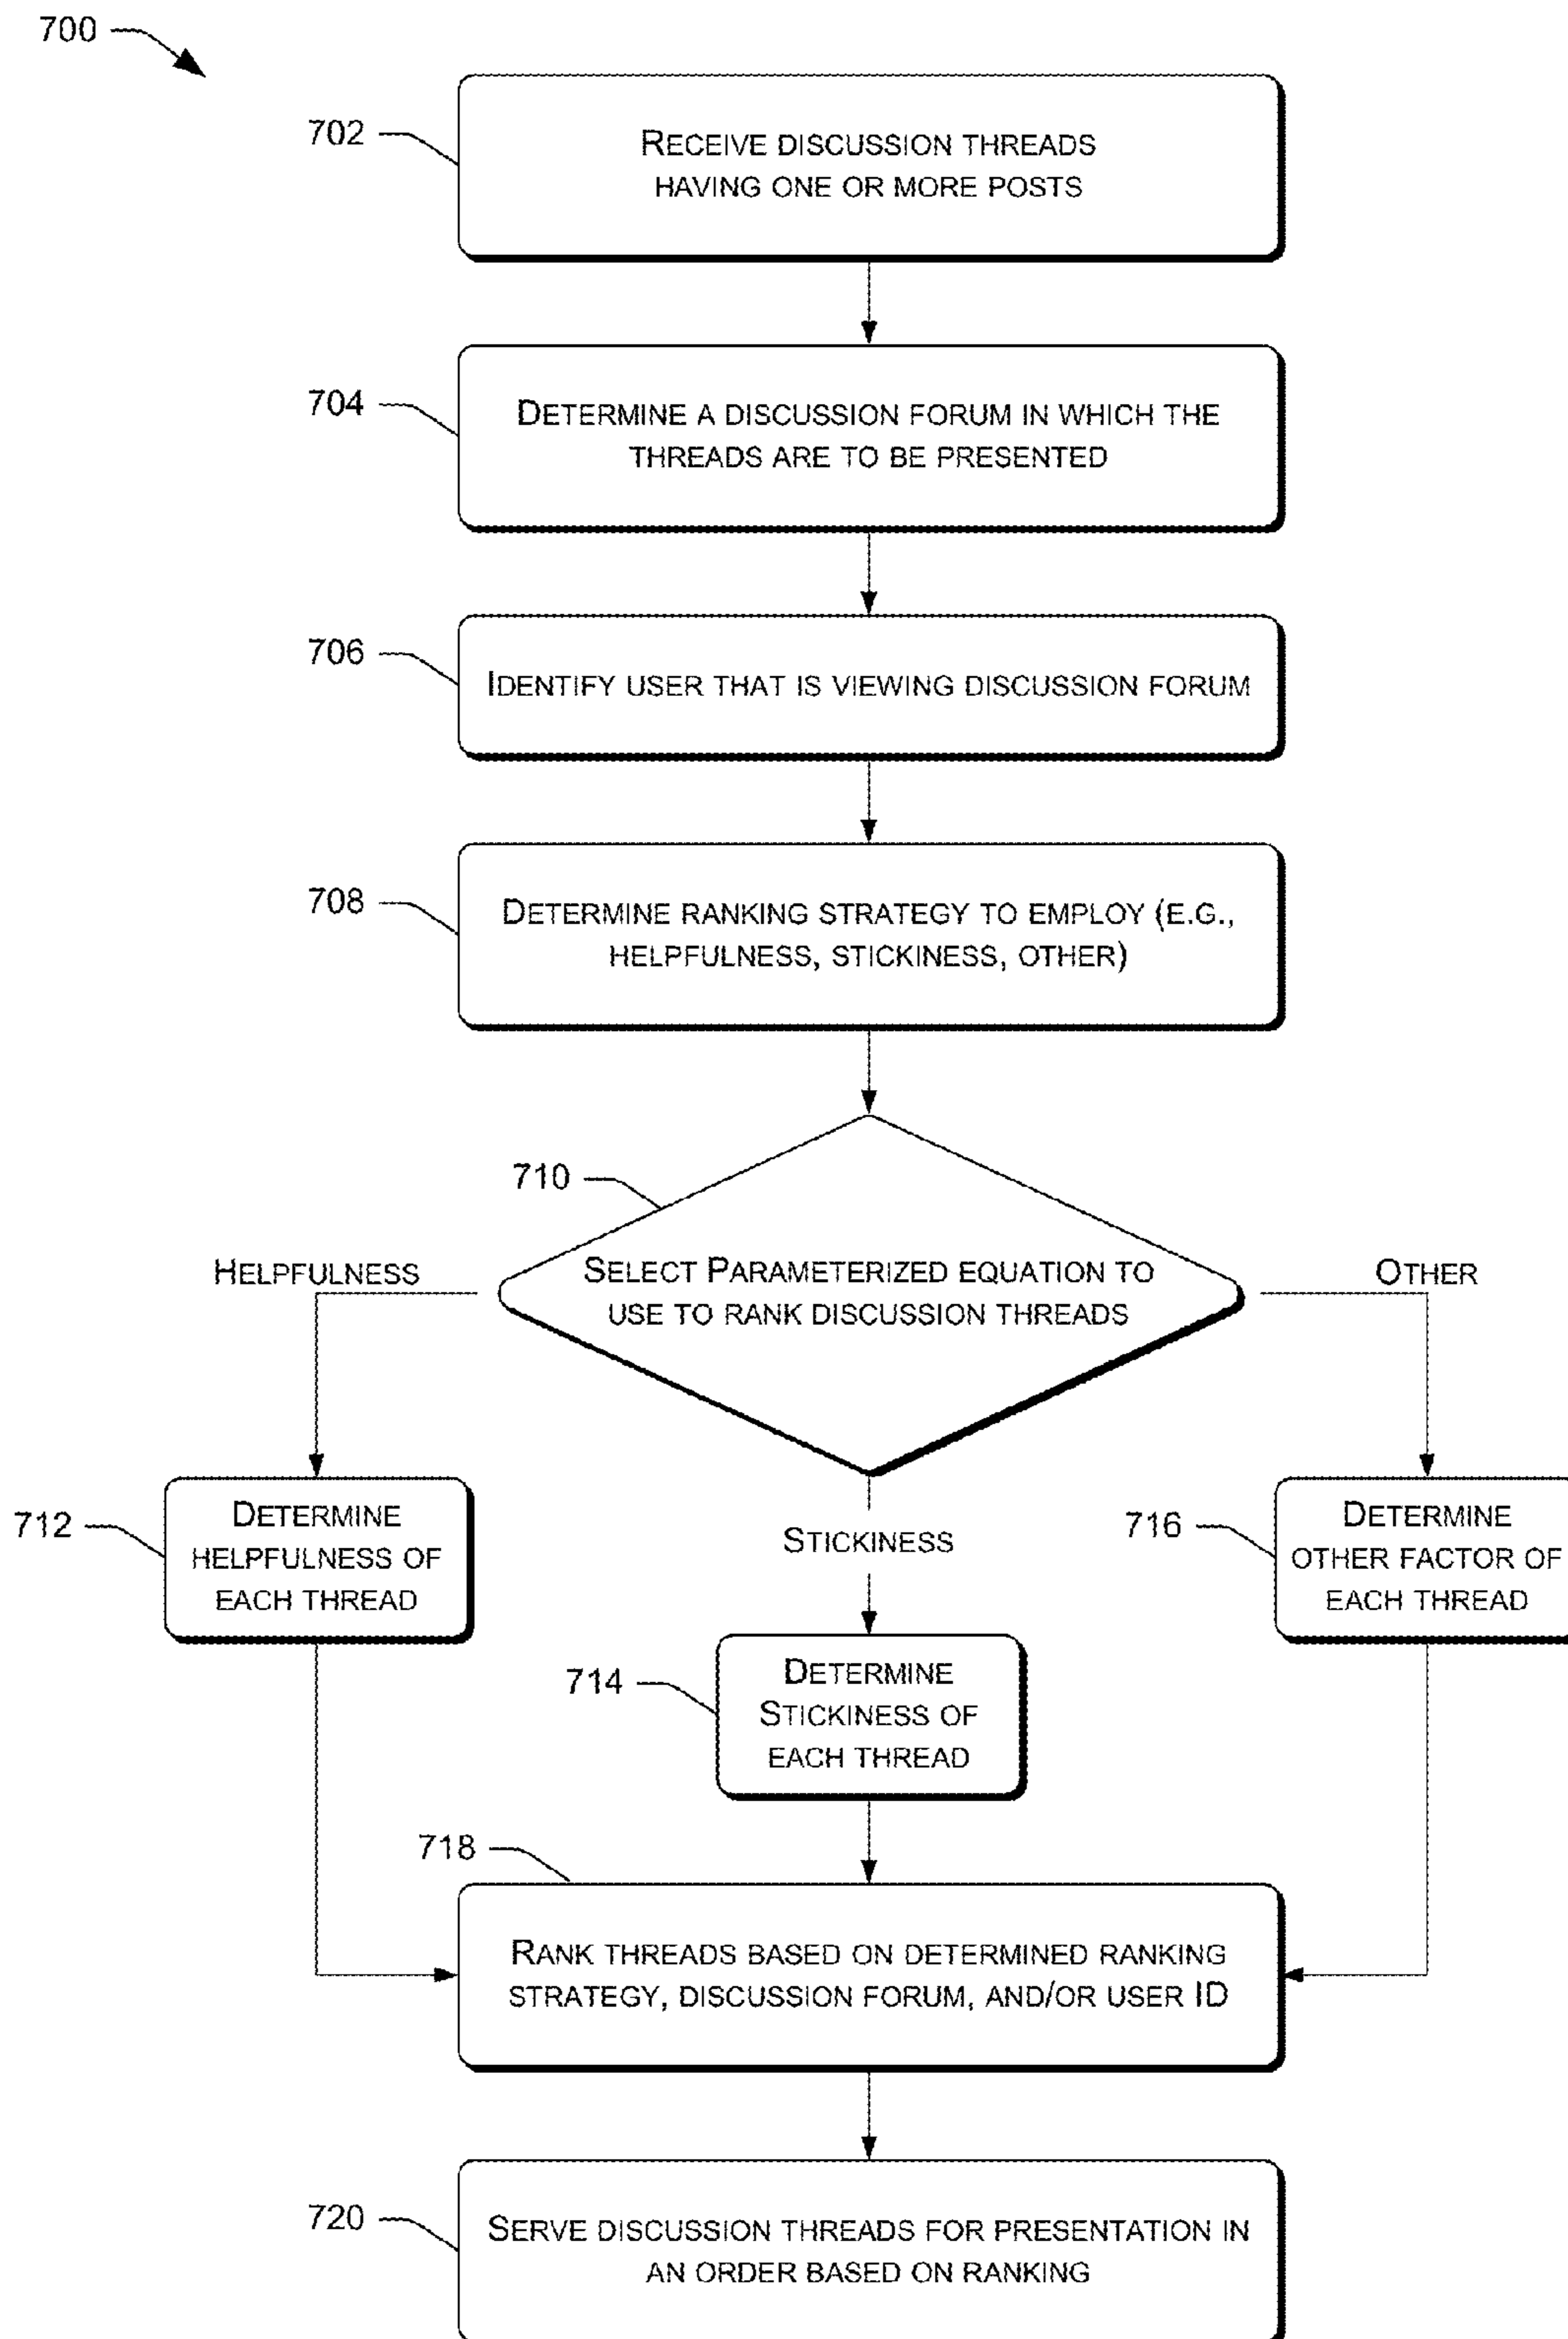 700
702
RECEIVE DISCUSSION THREADS
HAVING ONE OR MORE POSTS
704
DETERMINE A DISCUSSION FORUM IN WHICH THE
THREADS ARE TO BE PRESENTED
706
IDENTIFY USER THAT IS VIEWING DISCUSSION FORUM
708
DETERMINE RANKING STRATEGY TO EMPLOY (E.G.,
HELPFULNESS, STICKINESS, OTHER)
710
SELECT PARAMETERIZED EQUATION TO
USE TO RANK DISCUSSION THREADS
HELPFULNESS
OTHER
712
DETERMINE
HELPFULNESS OF
EACH THREAD
STICKINESS
716
DETERMINE
OTHER FACTOR OF
EACH THREAD
714
DETERMINE
STICKINESS OF
EACH THREAD
718
RANK THREADS BASED ON DETERMINED RANKING
STRATEGY, DISCUSSION FORUM, AND/OR USER ID
720
SERVE DISCUSSION THREADS FOR PRESENTATION IN
AN ORDER BASED ON RANKING